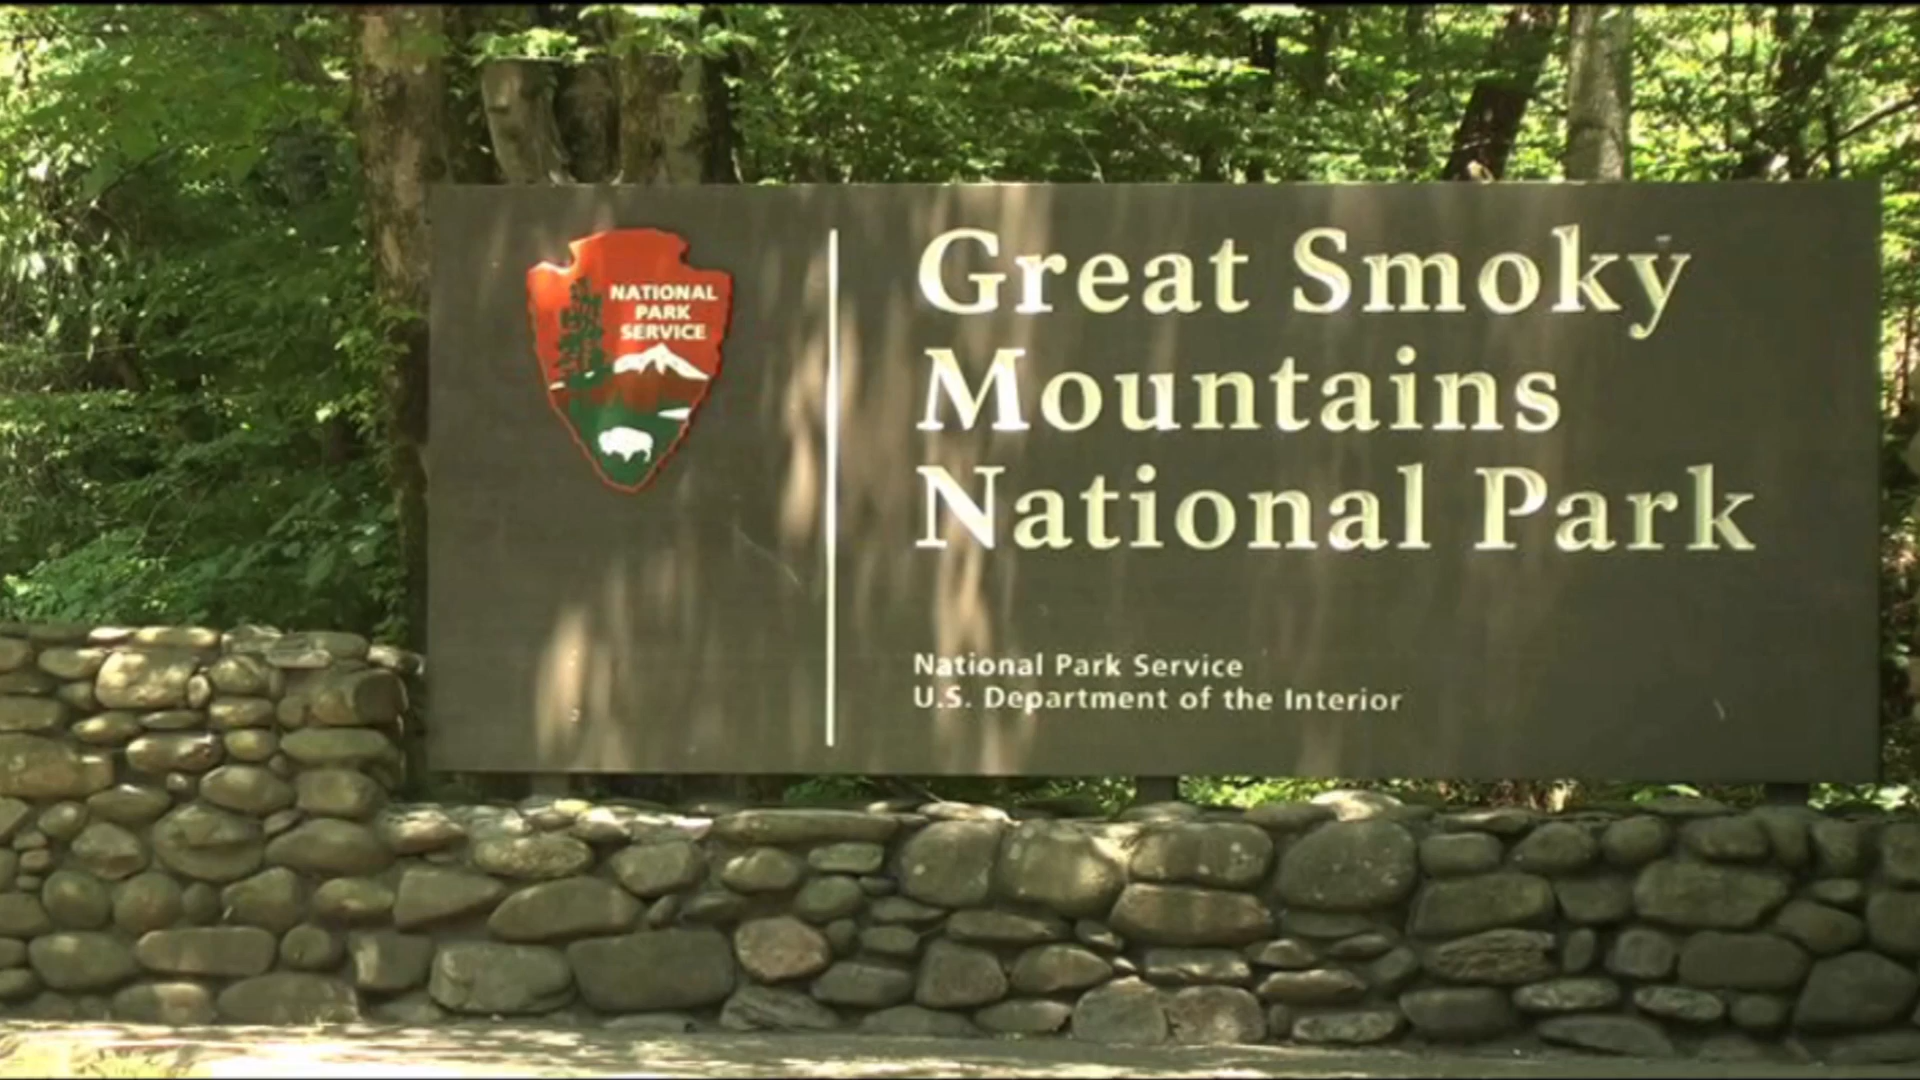 NATIONAL
PARK
SERVICE
Great Smoky
Mountains
National Park
National Park Service
U.S. Department of the Interior